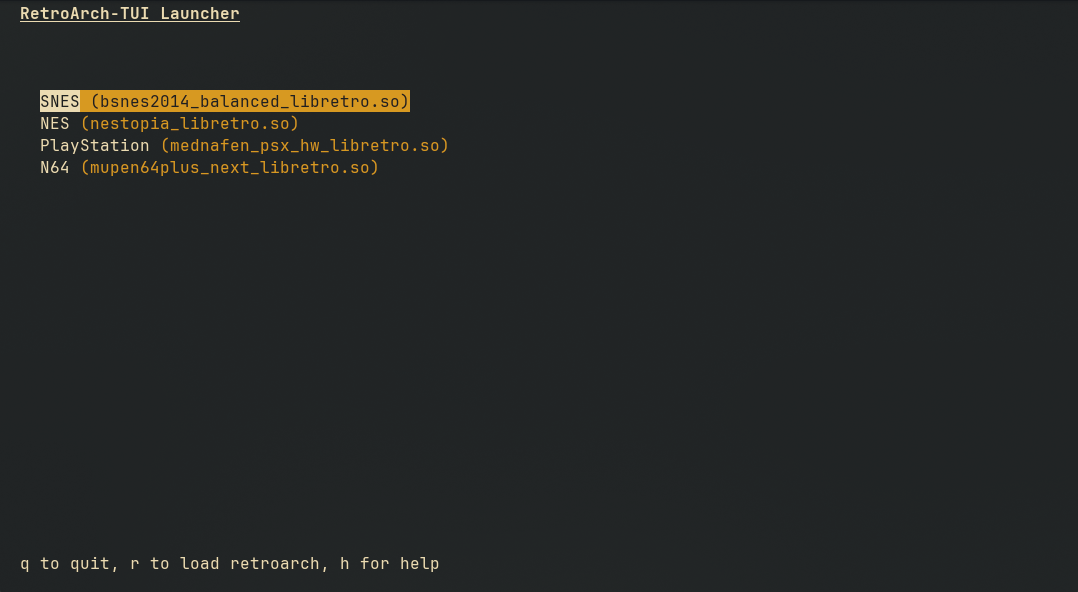 RetroArch-TUI Launcher
SNES (bsnes2014_balanced_libretro.so)
NES (nestopia_libretro.so)
PlayStation (mednafen_psx_hw_libretro.so)
N64 (mupen64plus_next_libretro.so)
q to quit, r to load retroarch, h for help